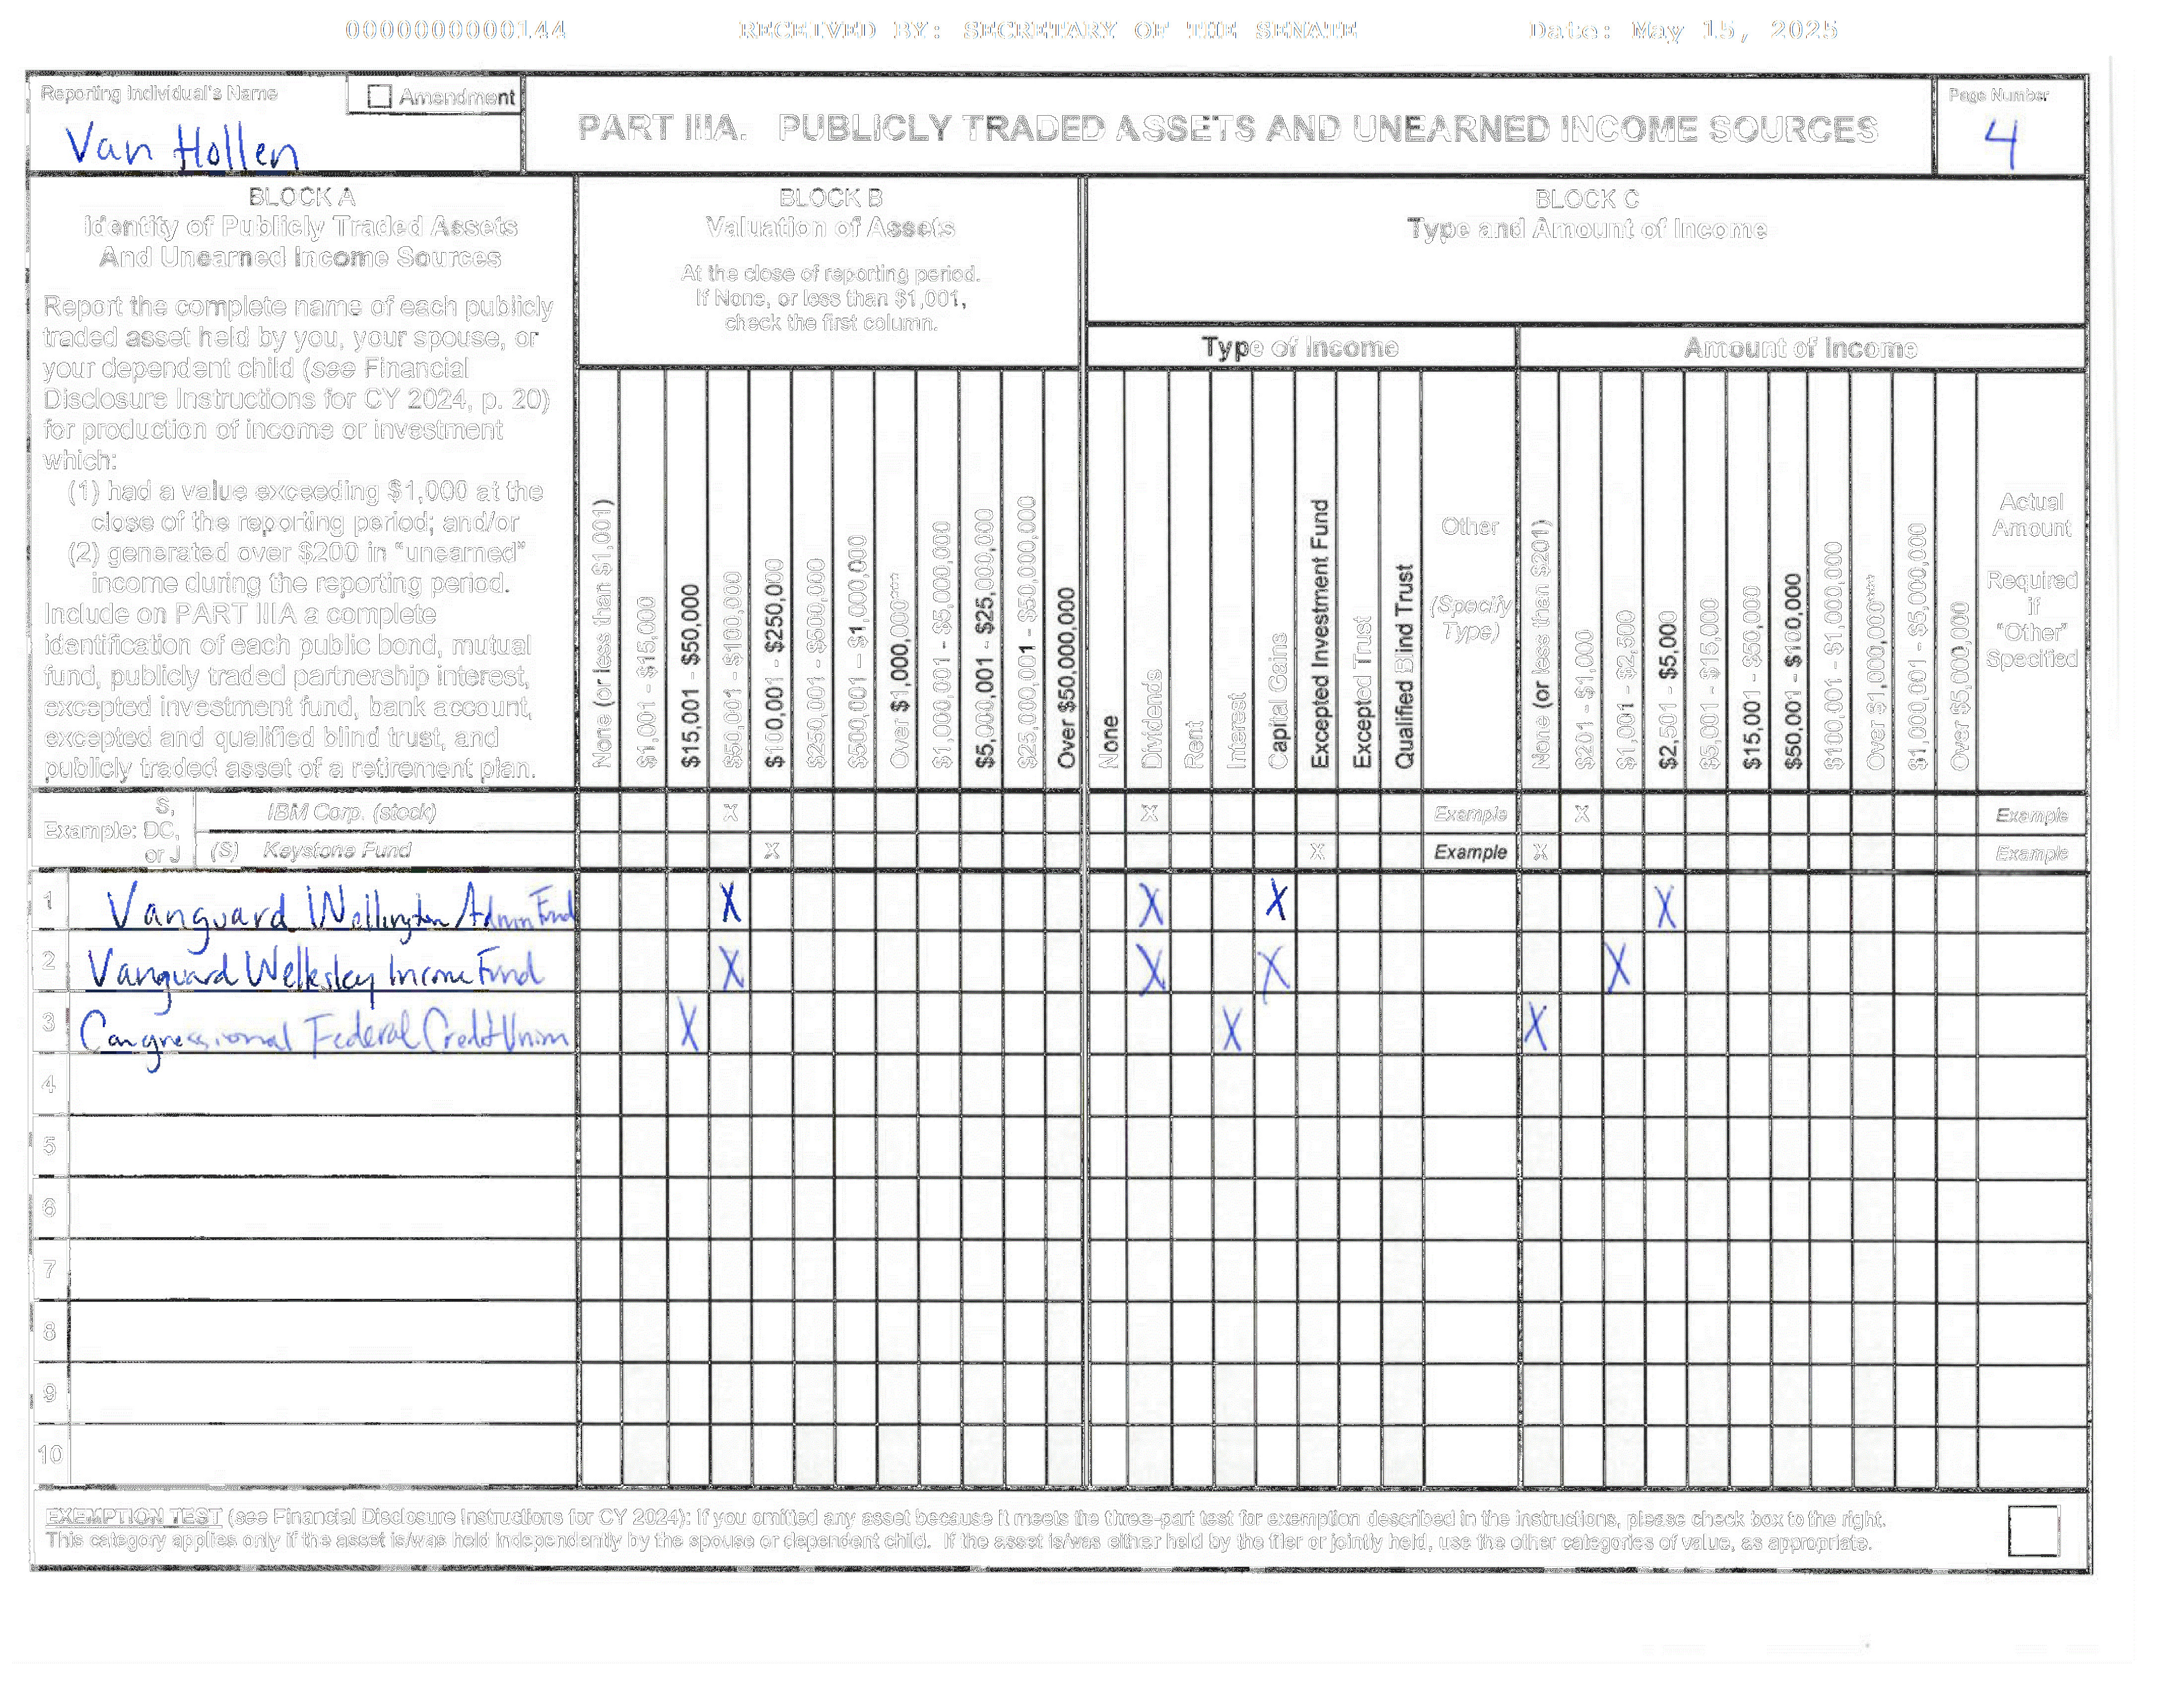 0000000000144 RECEIVED BY: SECRETARY OF THE SENATE Date: May 15, 2025
Reporting Individual's Name
Amendment
Van Hollen
PART IIIA. PUBLICLY TRADED ASSETS AND UNEARNED INCOME SOURCES
Page Number
4
BLOCK A
Identity of Publicly Traded Assets
And Unearned Income Sources
Report the complete name of each publicly
traded asset held by you, your spouse, or
your dependent child (see Financial
Disclosure Instructions for CY 2024, p. 20)
for production of income or investment
which:
(1) had a value exceeding $1,000 at the
close of the reporting period; and/or
(2) generated over $200 in "unearned"
income during the reporting period.
Include on PART IIIA a complete
identification of each public bond, mutual
fund, publicly traded partnership interest,
excepted investment fund, bank account,
excepted and qualified blind trust, and
publicly traded asset of a retirement plan.
BLOCK B
Valuation of Assets
At the close of reporting period.
If None, or less than $1,001,
check the first column.
None (or less than $1,001)
$1,001 - $15,000
$15,001 - $50,000
$50,001 - $100,000
$100,001 - $250,000
$250,001 - $500,000
$500,001 - $1,000,000
Over $1,000,000***
$1,000,001 - $5,000,000
$5,000,001 - $25,000,000
$25,000,001 - $50,000,000
Over $50,000,000
BLOCK C
Type and Amount of Income
Type of Income
None
Dividends
Rent
Interest
Capital Gains
Excepted Investment Fund
Excepted Trust
Qualified Blind Trust
Other
(Specify
Type)
Amount of Income
None (or less than $201)
$201 - $1,000
$1,001 - $2,500
$2,501 - $5,000
$5,001 - $15,000
$15,001 - $50,000
$50,001 - $100,000
$100,001 - $1,000,000
Over $1,000,000***
$1,000,001 - $5,000,000
Over $5,000,000
Actual
Amount
Required
if
"Other"
Specified
Example:
S,
DC,
or J
IBM Corp. (stock) X X Example X Example
(S) Keystone Fund X X Example X Example
1 Vanguard Wellington Admin Fund X X X X
2 Vanguard Wellesley Income Fund X X X X
3 Congressional Federal Credit Union X X X
4
5
6
7
8
9
10
EXEMPTION TEST (see Financial Disclosure Instructions for CY 2024): If you omitted any asset because it meets the three-part test for exemption described in the instructions, please check box to the right.
This category applies only if the asset is/was held independently by the spouse or dependent child. If the asset is/was either held by the filer or jointly held, use the other categories of value, as appropriate.